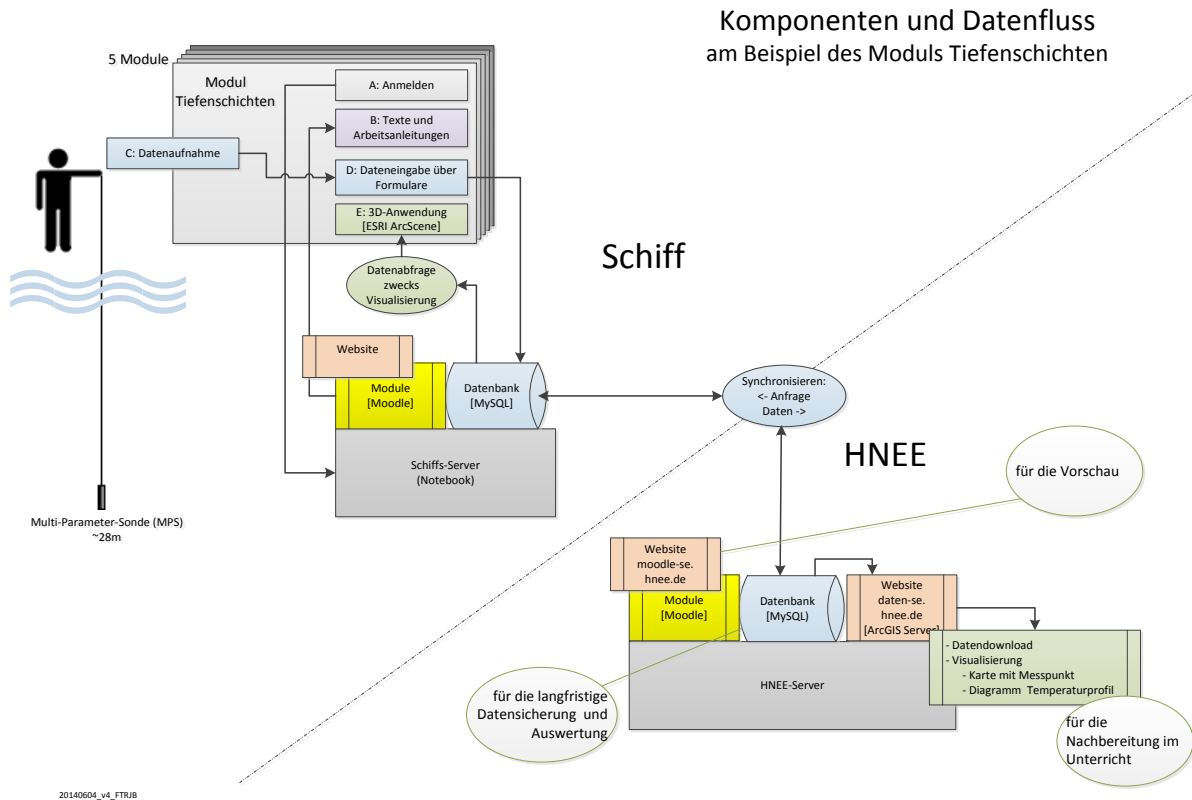 Komponenten und Datenfluss
am Beispiel des Moduls Tiefenschichten
5 Module
Modul
Tiefenschichten
A: Anmelden
B: Texte und
Arbeitsanleitungen
C: Datenaufnahme
D: Dateneingabe über
Formulare
E: 3D-Anwendung
[ESRI ArcScene]
Schiff
Datenabfrage
zwecks
Visualisierung
Website
Module
[Moodle]
Datenbank
[MySQL]
Synchronisieren:
<- Anfrage
Daten ->
Schiffs-Server
(Notebook)
HNEE
für die Vorschau
Multi-Parameter-Sonde (MPS)
~28m
Website
moodle-se.
hnee.de
Module
[Moodle]
Datenbank
[MySQL)
Website
daten-se.
hnee.de
[ArcGIS Server]
- Datendownload
- Visualisierung
- Karte mit Messpunkt
- Diagramm Temperaturprofil
HNEE-Server
für die langfristige
Datensicherung und
Auswertung
für die
Nachbereitung im
Unterricht
20140604_v4_FTRJB